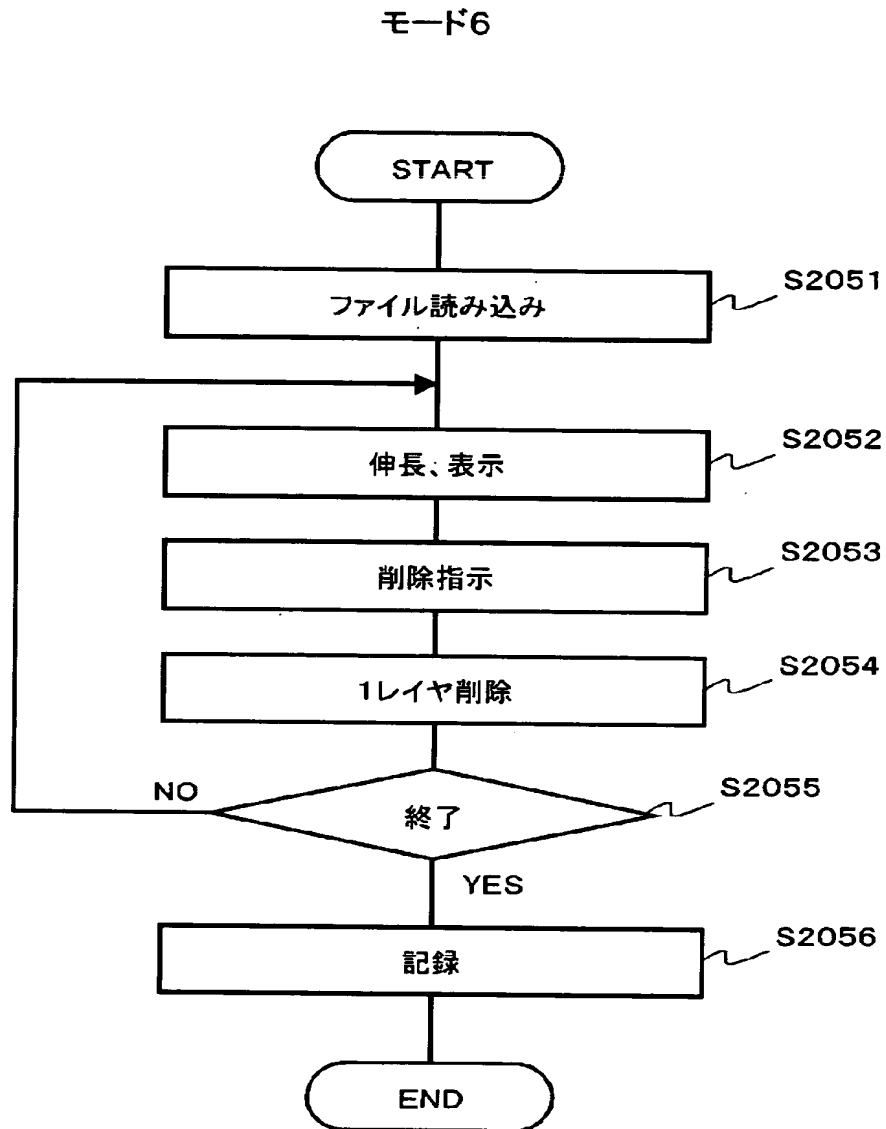 モード6
START
S2051
ファイル読み込み
S2052
伸長、表示
S2053
削除指示
S2054
1レイヤ削除
NO
S2055
終了
YES
S2056
記録
END